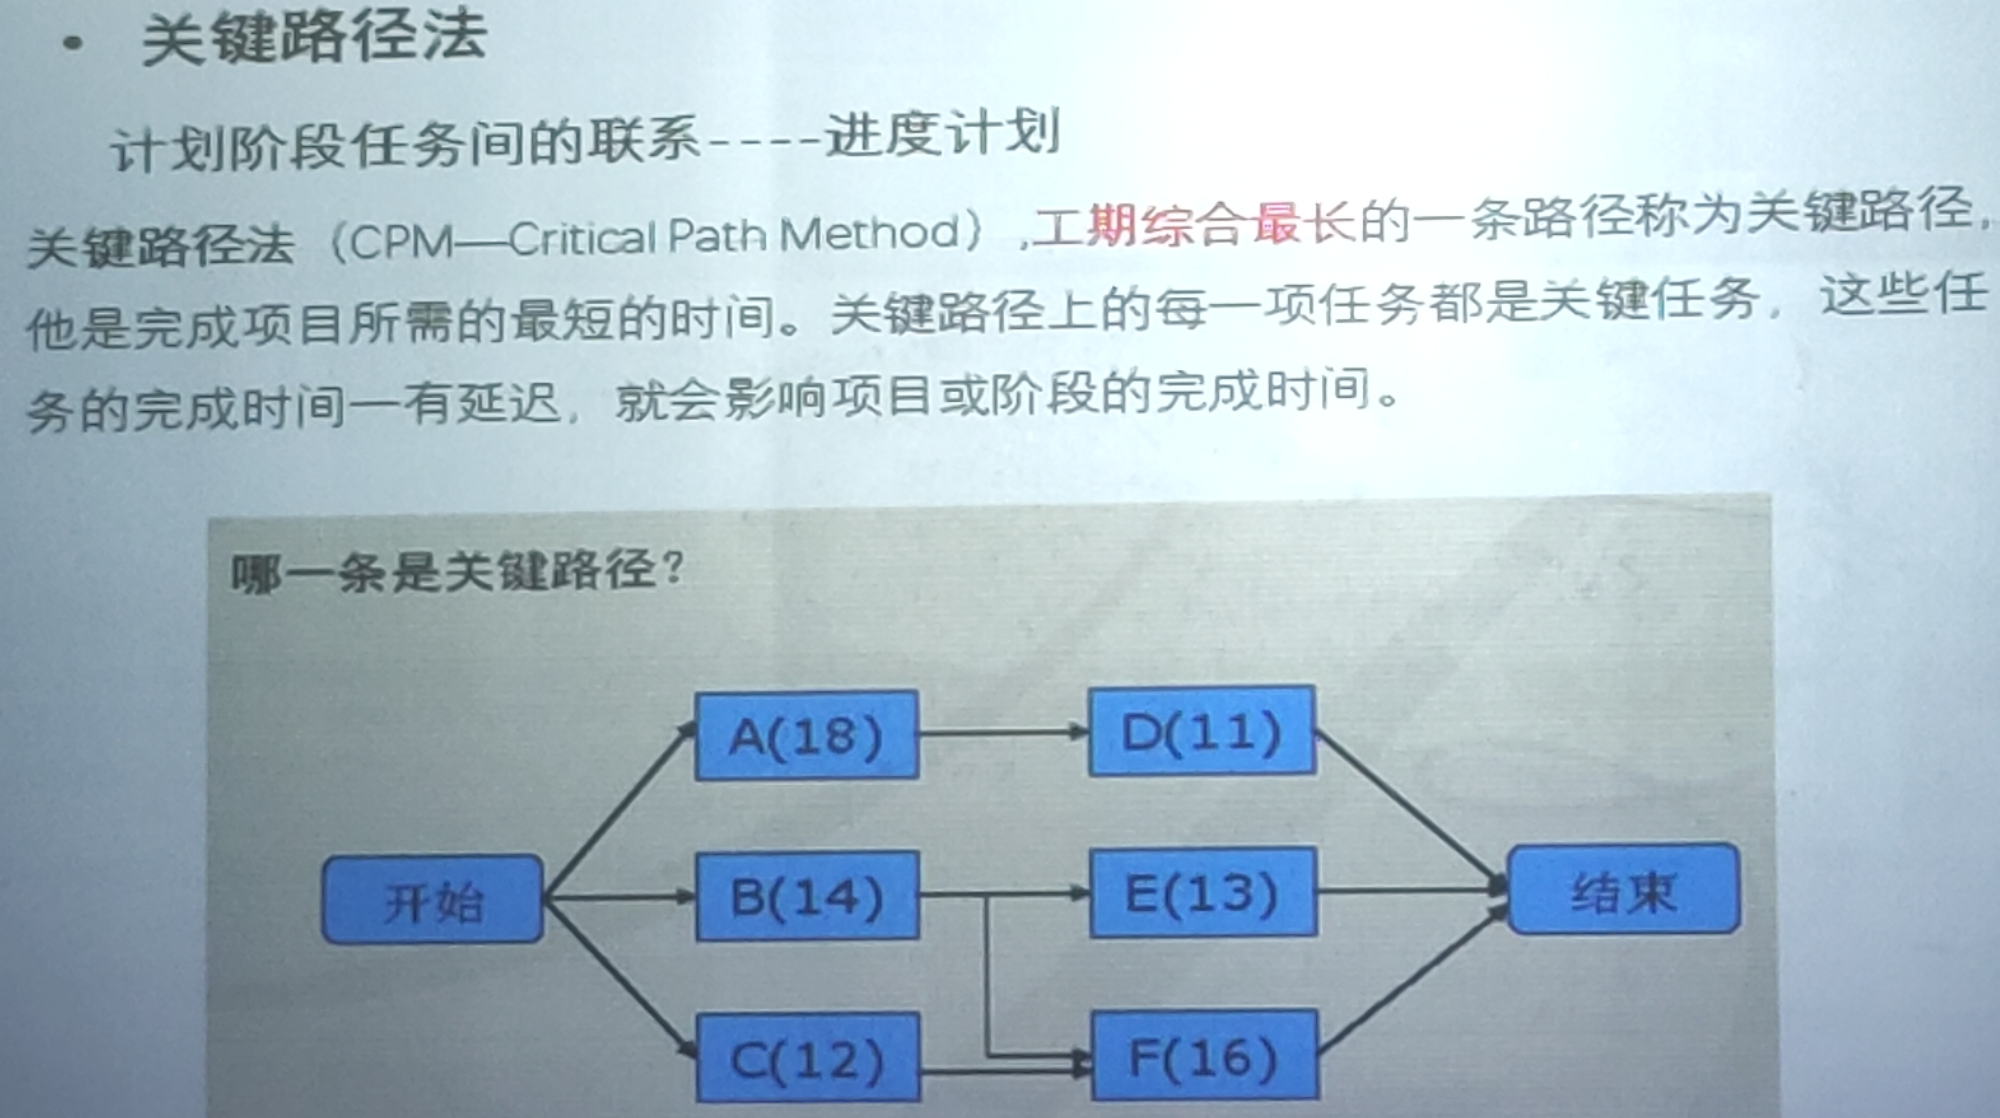 • 关键路径法
计划阶段任务间的联系----进度计划
关键路径法（CPM—Critical Path Method）,工期综合最长的一条路径称为关键路径，
他是完成项目所需的最短的时间。关键路径上的每一项任务都是关键任务，这些任
务的完成时间一有延迟，就会影响项目或阶段的完成时间。
哪一条是关键路径？
A(18) D(11)
开始 B(14) E(13) 结束
C(12) F(16)